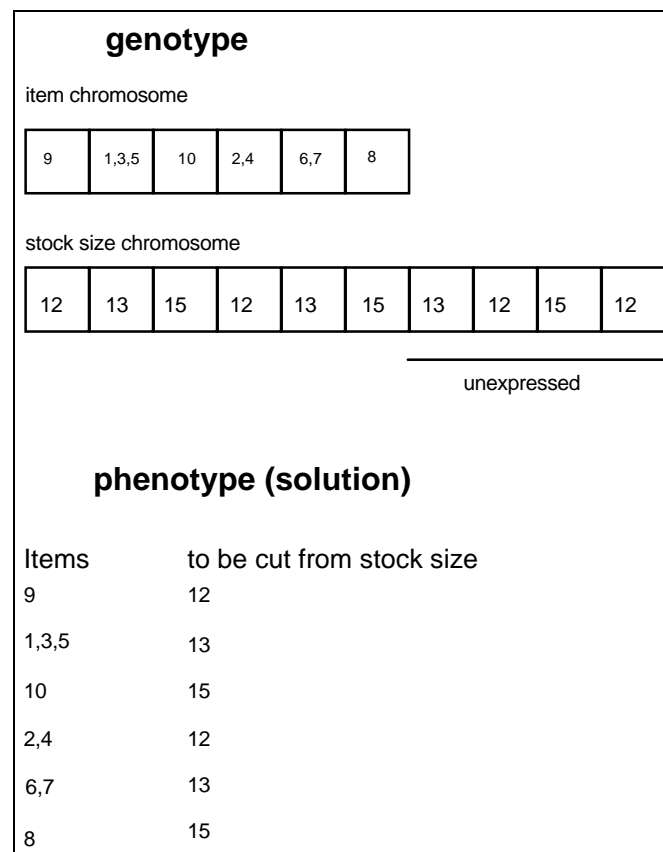 genotype
item chromosome
9 1,3,5 10 2,4 6,7 8
stock size chromosome
12 13 15 12 13 15 13 12 15 12
unexpressed
phenotype (solution)
Items to be cut from stock size
9 12
1,3,5 13
10 15
2,4 12
6,7 13
8 15